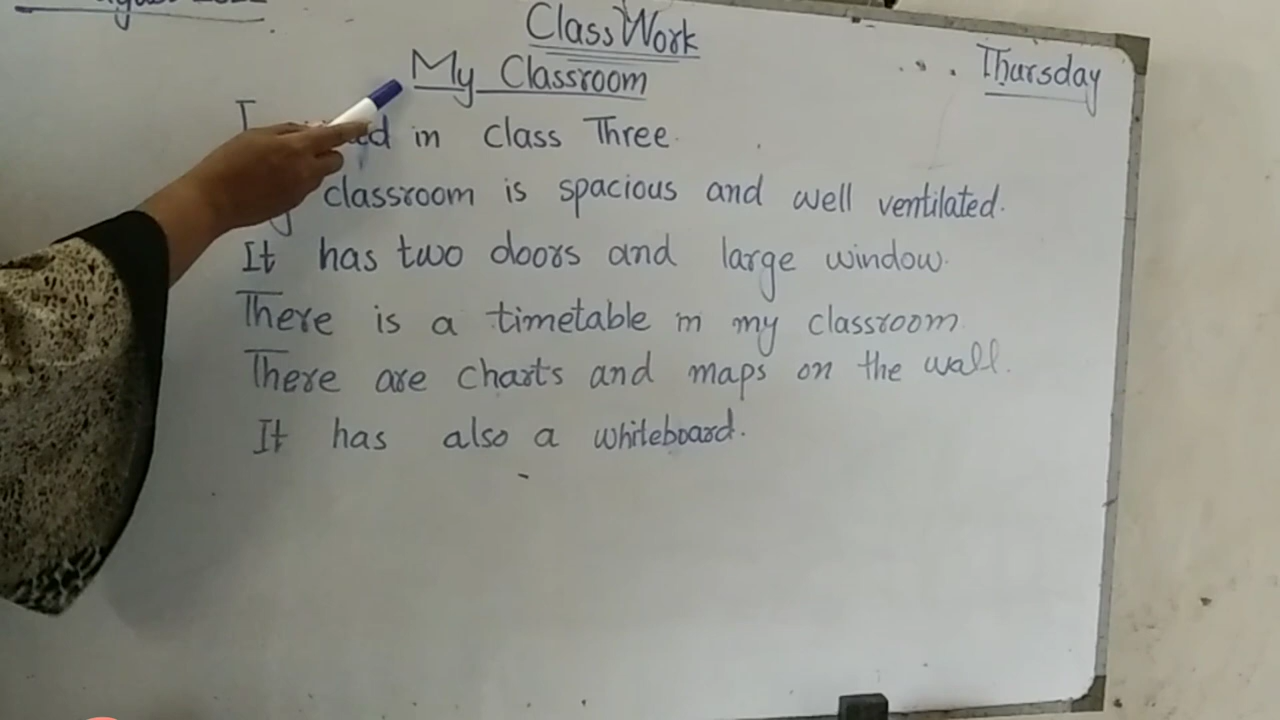 Class Work
My Classroom
Thursday
I in class Three.
classroom is spacious and well ventilated.
It has two doors and large window.
There is a timetable in my classroom
There are charts and maps on the wall.
It has also a whiteboard.